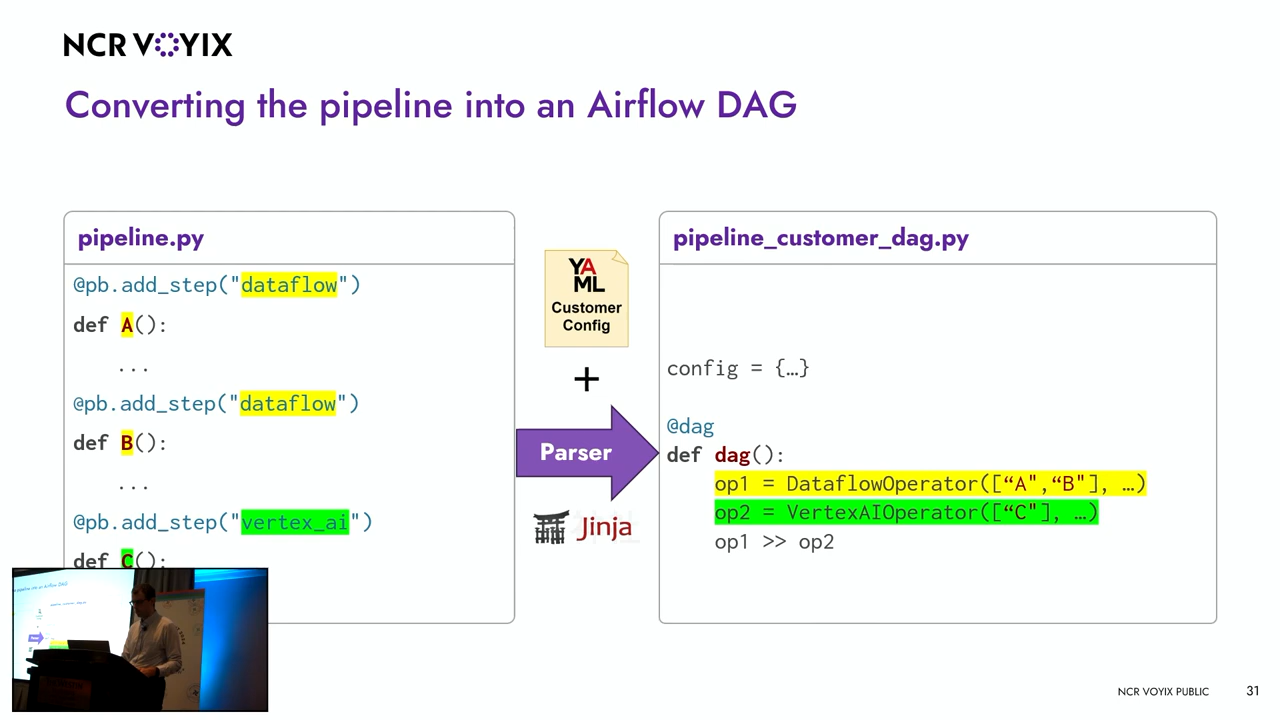 NCR VOYIX
Converting the pipeline into an Airflow DAG
pipeline.py
@pb.add_step("dataflow")
def A():
...
@pb.add_step("dataflow")
def B():
...
@pb.add_step("vertex_ai")
def C():
YAML
Customer
Config
+
Parser
Jinja
pipeline_customer_dag.py
config = {…}
@dag
def dag():
op1 = DataflowOperator([“A",“B"], …)
op2 = VertexAIOperator([“C"], …)
op1 >> op2
NCR VOYIX PUBLIC
31